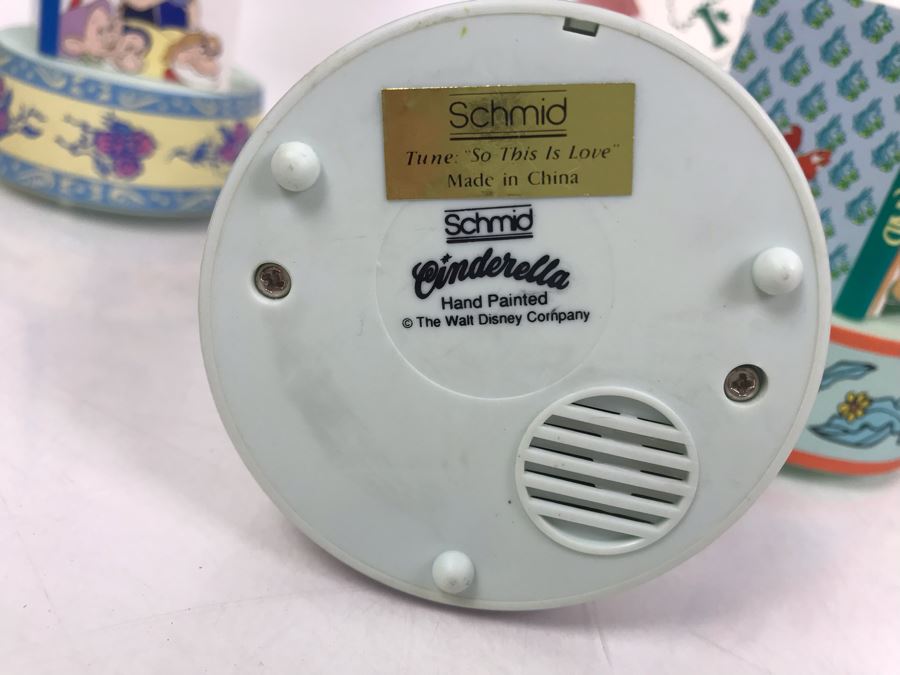 Schmid
Tune: "So This Is Love"
Made in China
Schmid
Cinderella
Hand Painted
© The Walt Disney Company